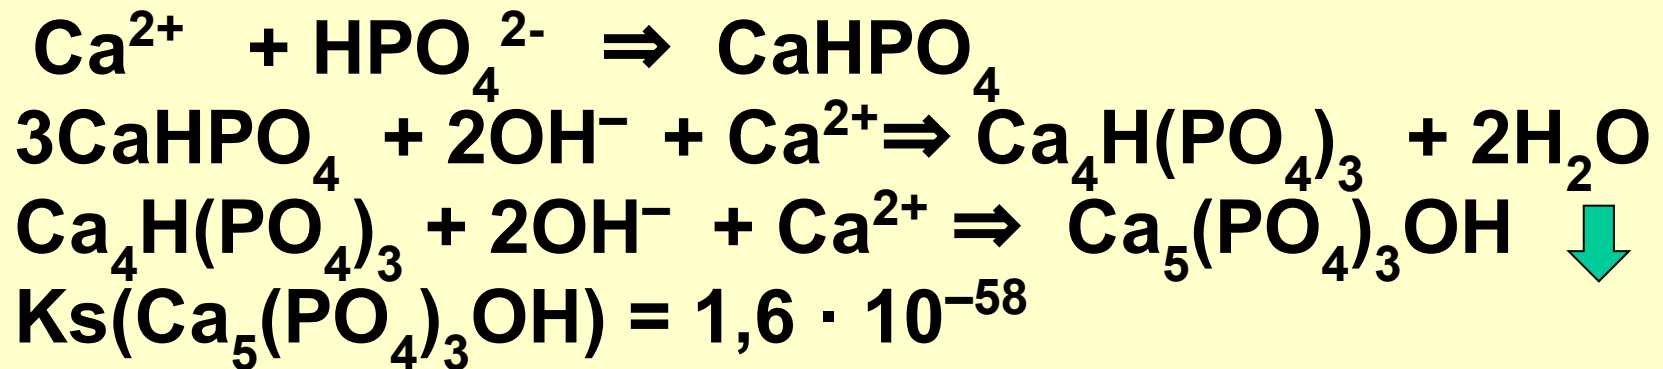 Ca²⁺ + HPO₄²⁻ ⇒ CaHPO₄
3CaHPO₄ + 2OH⁻ + Ca²⁺ ⇒ Ca₄H(PO₄)₃ + 2H₂O
Ca₄H(PO₄)₃ + 2OH⁻ + Ca²⁺ ⇒ Ca₅(PO₄)₃OH
Ks(Ca₅(PO₄)₃OH) = 1,6 · 10⁻⁵⁸